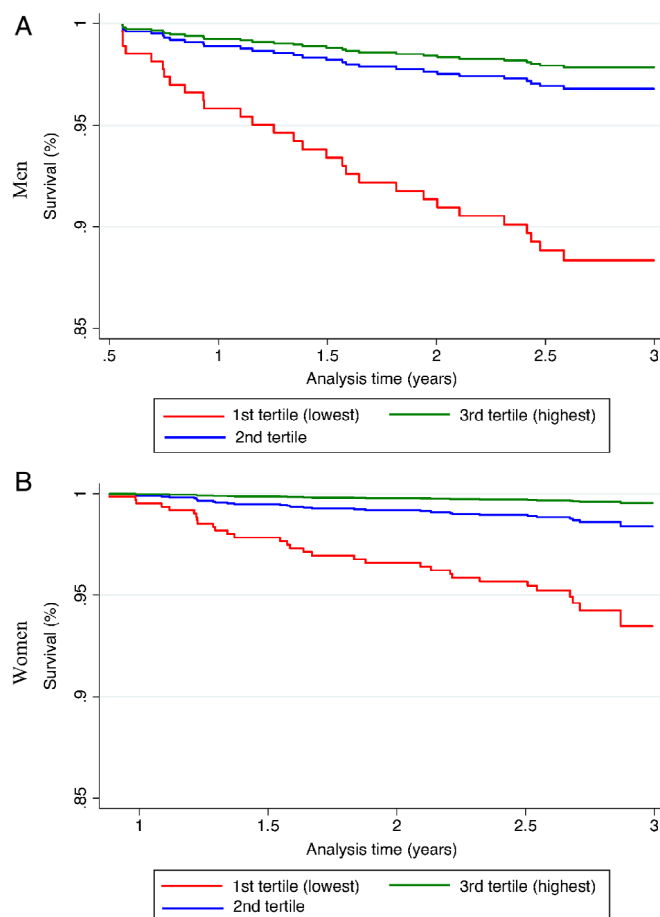 A
Men
Survival (%)
1
.95
.9
.85
.5 1 1.5 2 2.5 3
Analysis time (years)
1st tertile (lowest) 3rd tertile (highest)
2nd tertile
B
Women
Survival (%)
1
.95
.9
.85
1 1.5 2 2.5 3
Analysis time (years)
1st tertile (lowest) 3rd tertile (highest)
2nd tertile